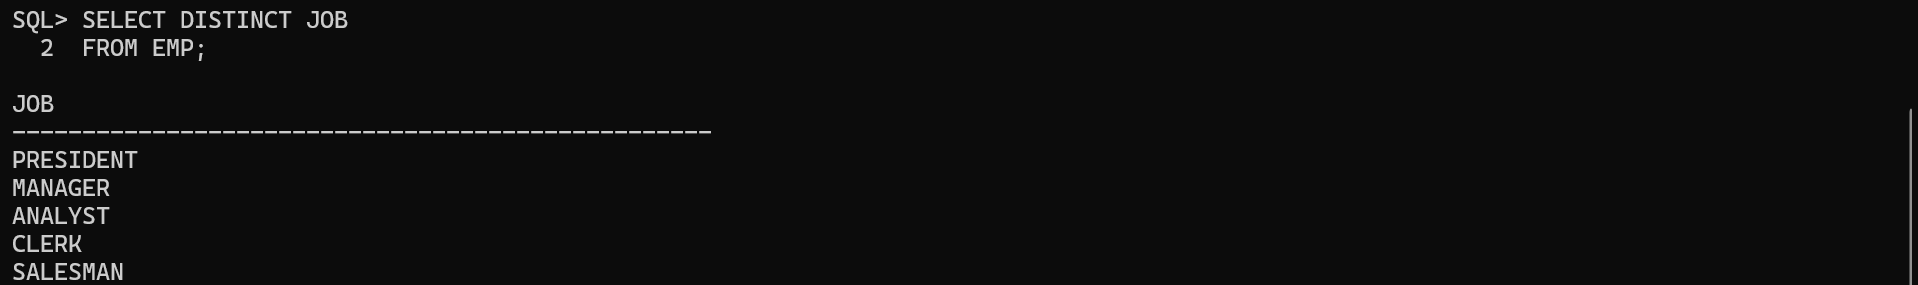 SQL> SELECT DISTINCT JOB
  2  FROM EMP;
JOB
--------------------------------------------------
PRESIDENT
MANAGER
ANALYST
CLERK
SALESMAN